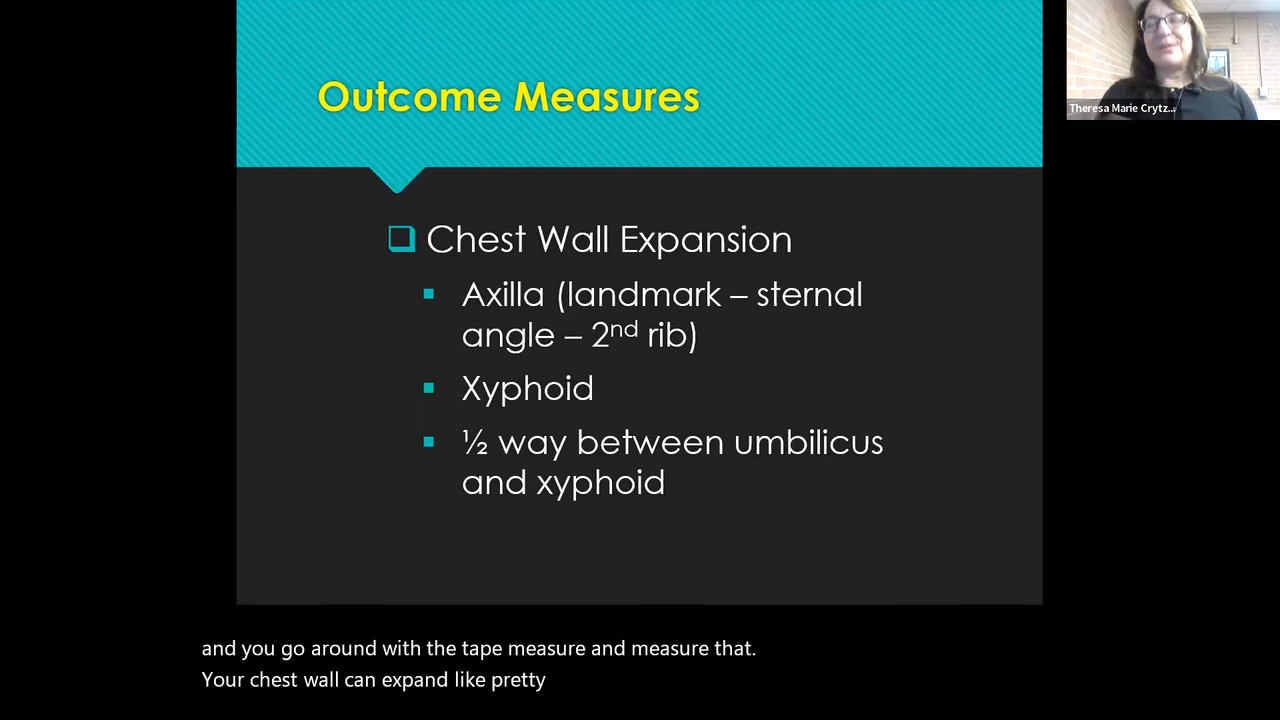 Outcome Measures
Theresa Marie Crytz...
Chest Wall Expansion
Axilla (landmark – sternal
angle – 2nd rib)
Xyphoid
½ way between umbilicus
and xyphoid
and you go around with the tape measure and measure that.
Your chest wall can expand like pretty